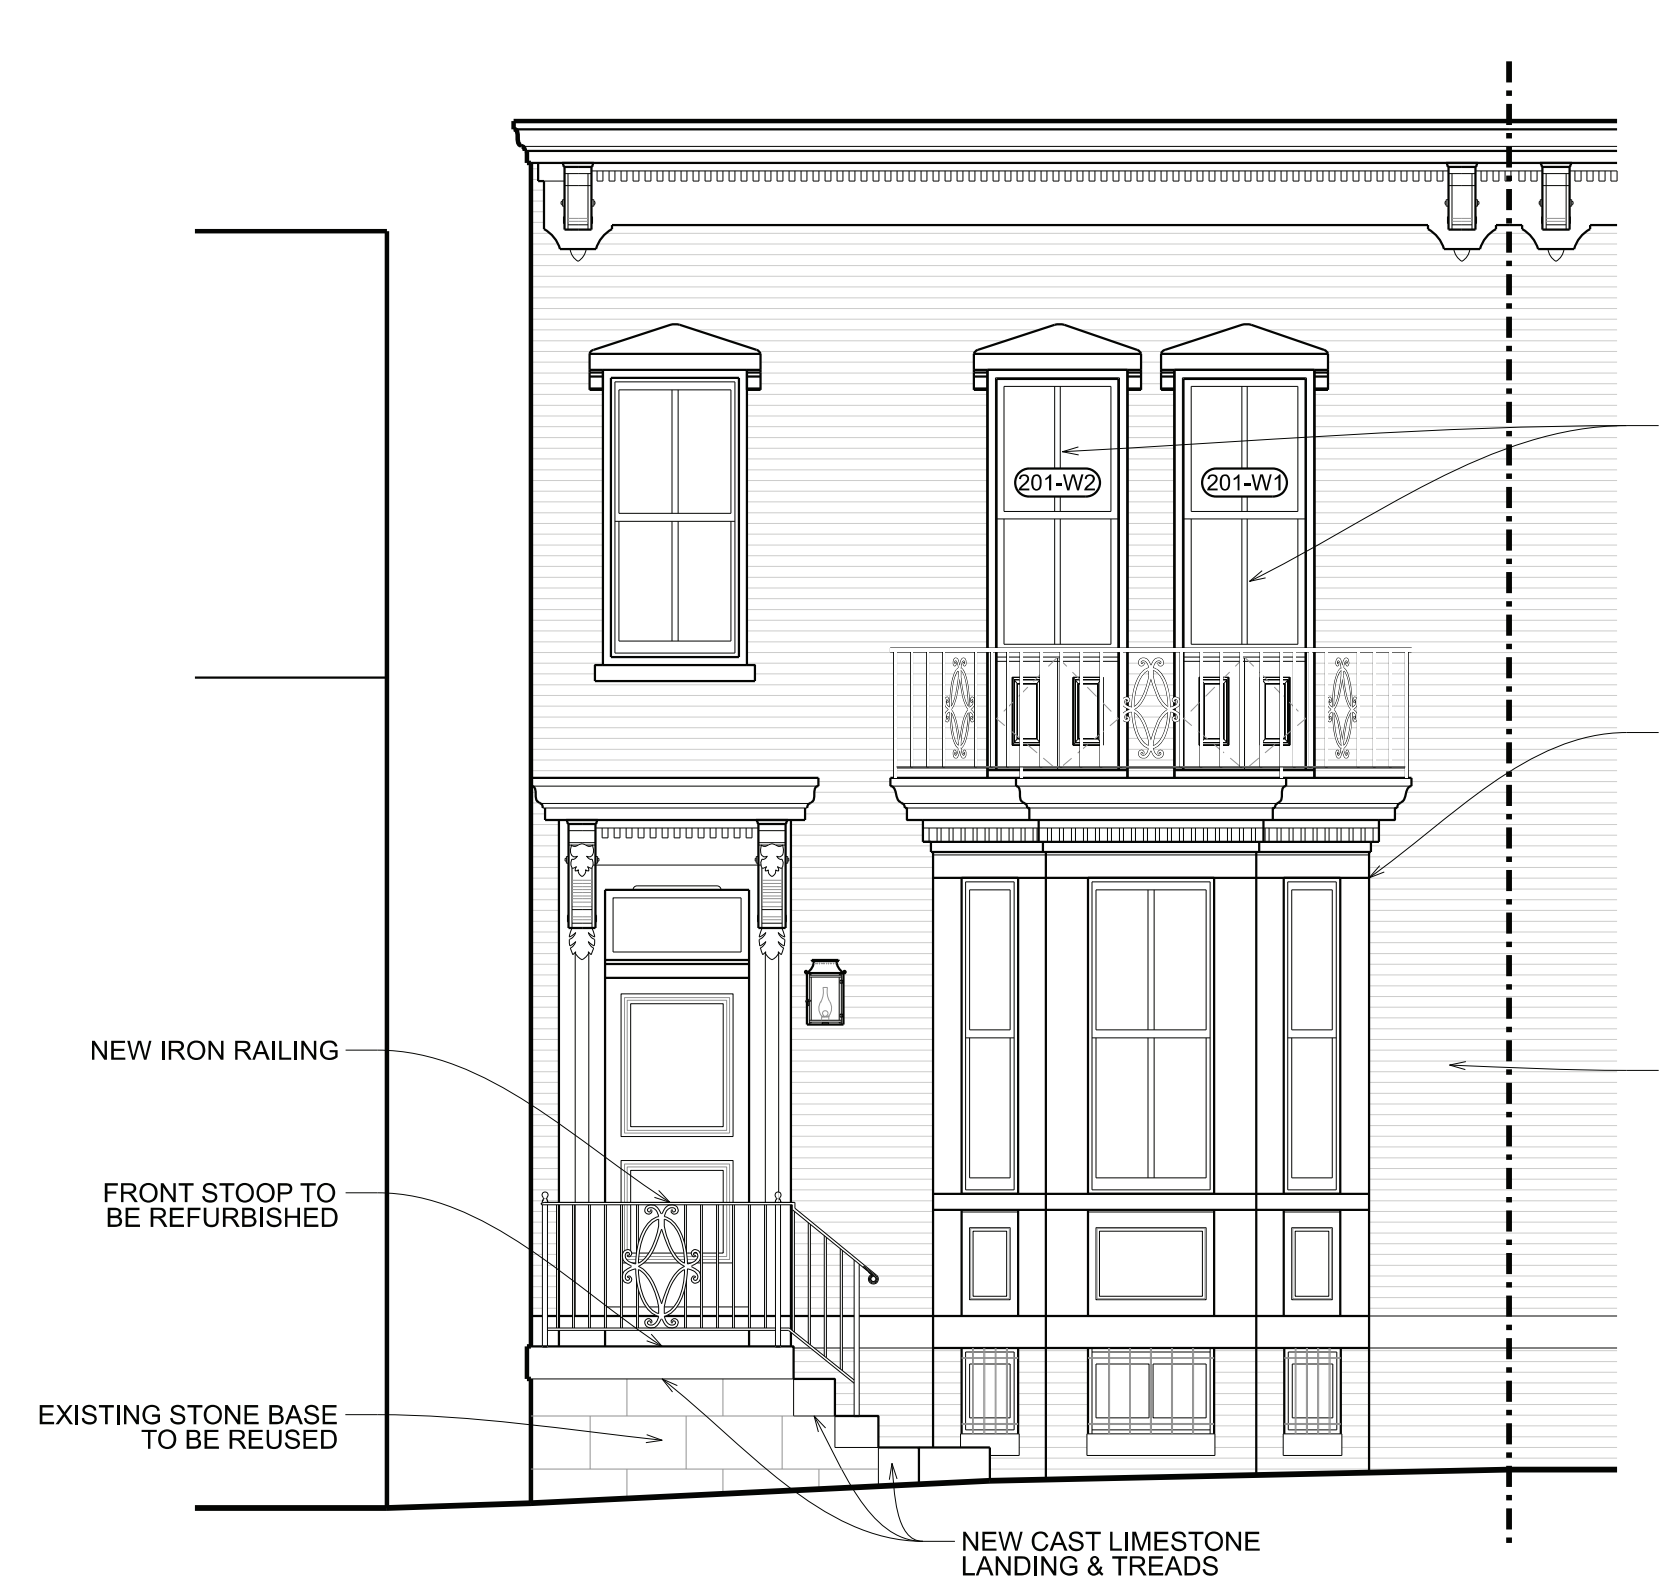 201-W2
201-W1
NEW IRON RAILING
FRONT STOOP TO
BE REFURBISHED
EXISTING STONE BASE
TO BE REUSED
NEW CAST LIMESTONE
LANDING & TREADS